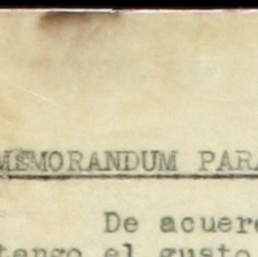 MEMORANDUM PARA
De acuer
tengo el gusto